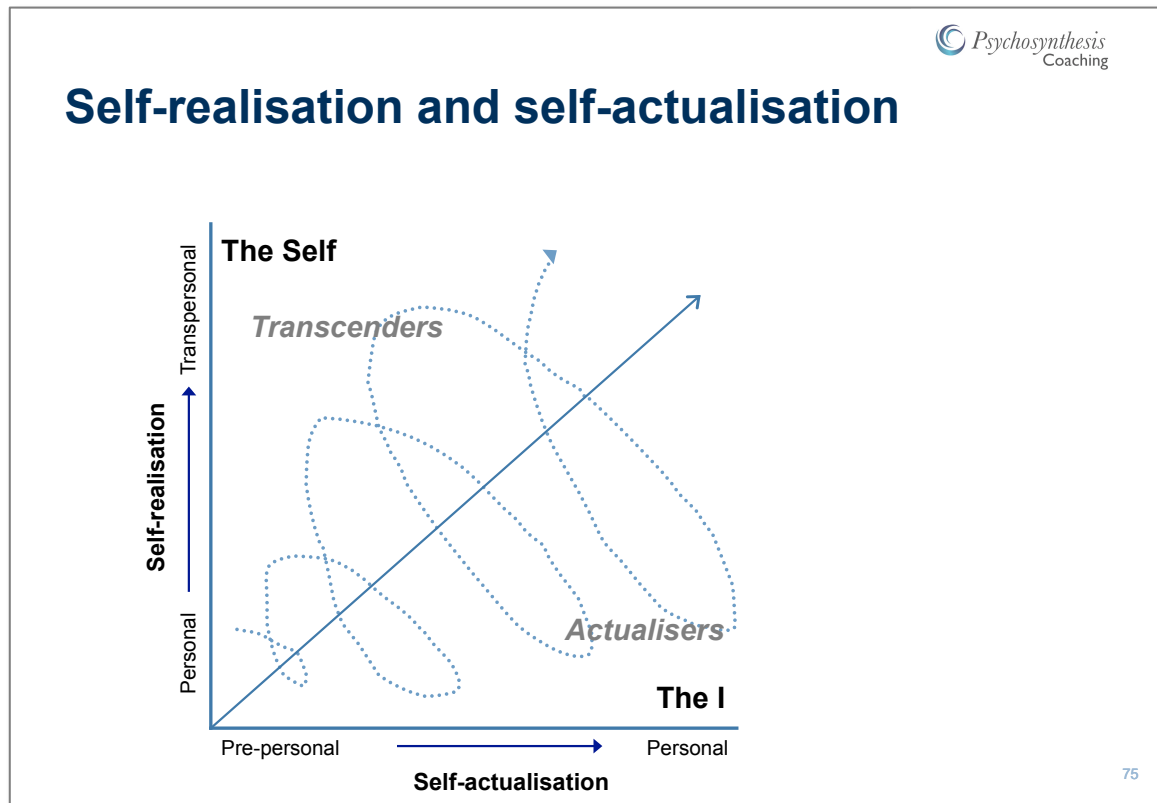 Psychosynthesis
Coaching
Self-realisation and self-actualisation
The Self
Transpersonal
Transcenders
Self-realisation
Personal
Actualisers
The I
Pre-personal
Personal
Self-actualisation
75